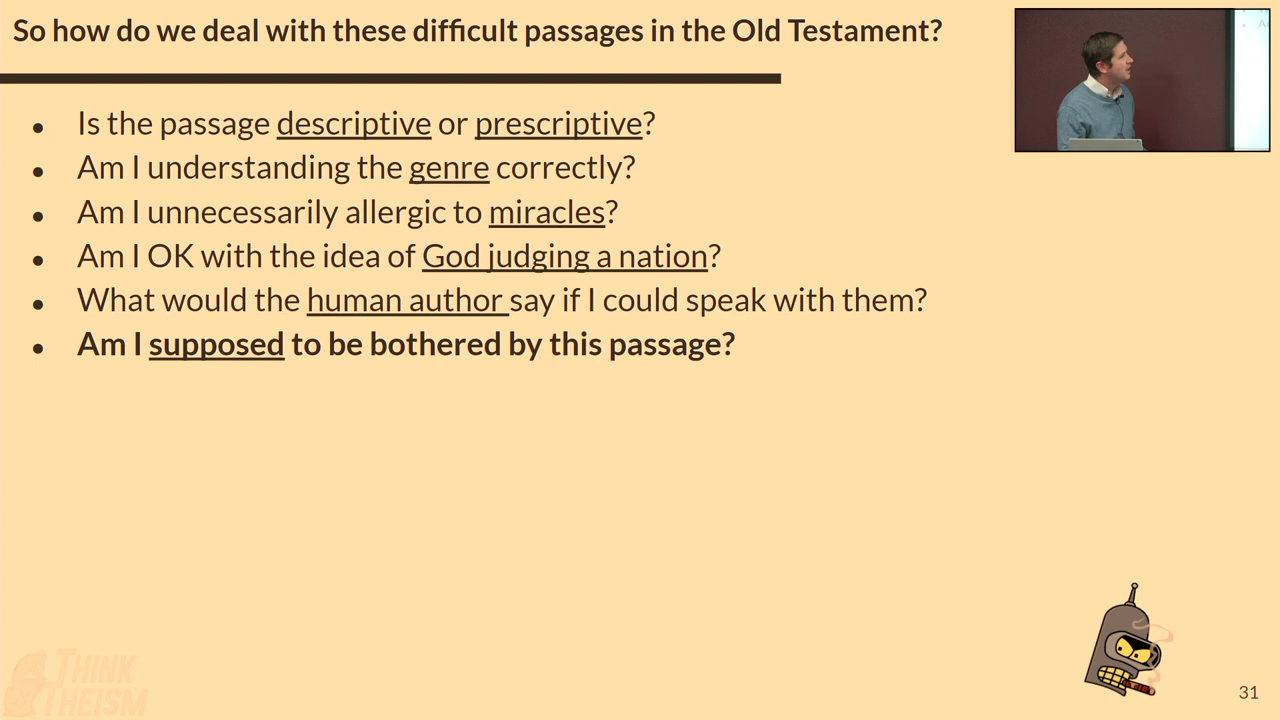 So how do we deal with these difficult passages in the Old Testament?
● Is the passage descriptive or prescriptive?
● Am I understanding the genre correctly?
● Am I unnecessarily allergic to miracles?
● Am I OK with the idea of God judging a nation?
● What would the human author say if I could speak with them?
● Am I supposed to be bothered by this passage?
THINK
THEISM
31